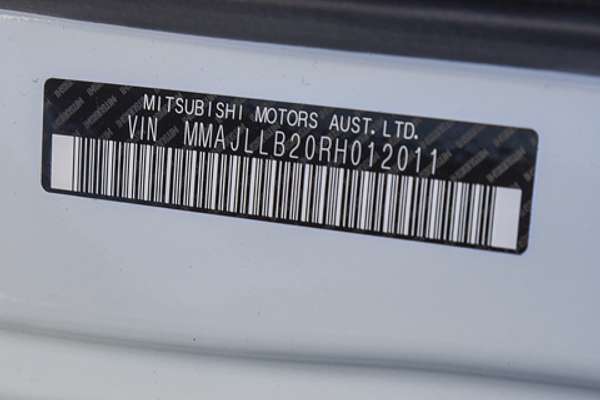 MITSUBISHI MOTORS AUST. LTD.
VIN MMAJLLB20RH012011